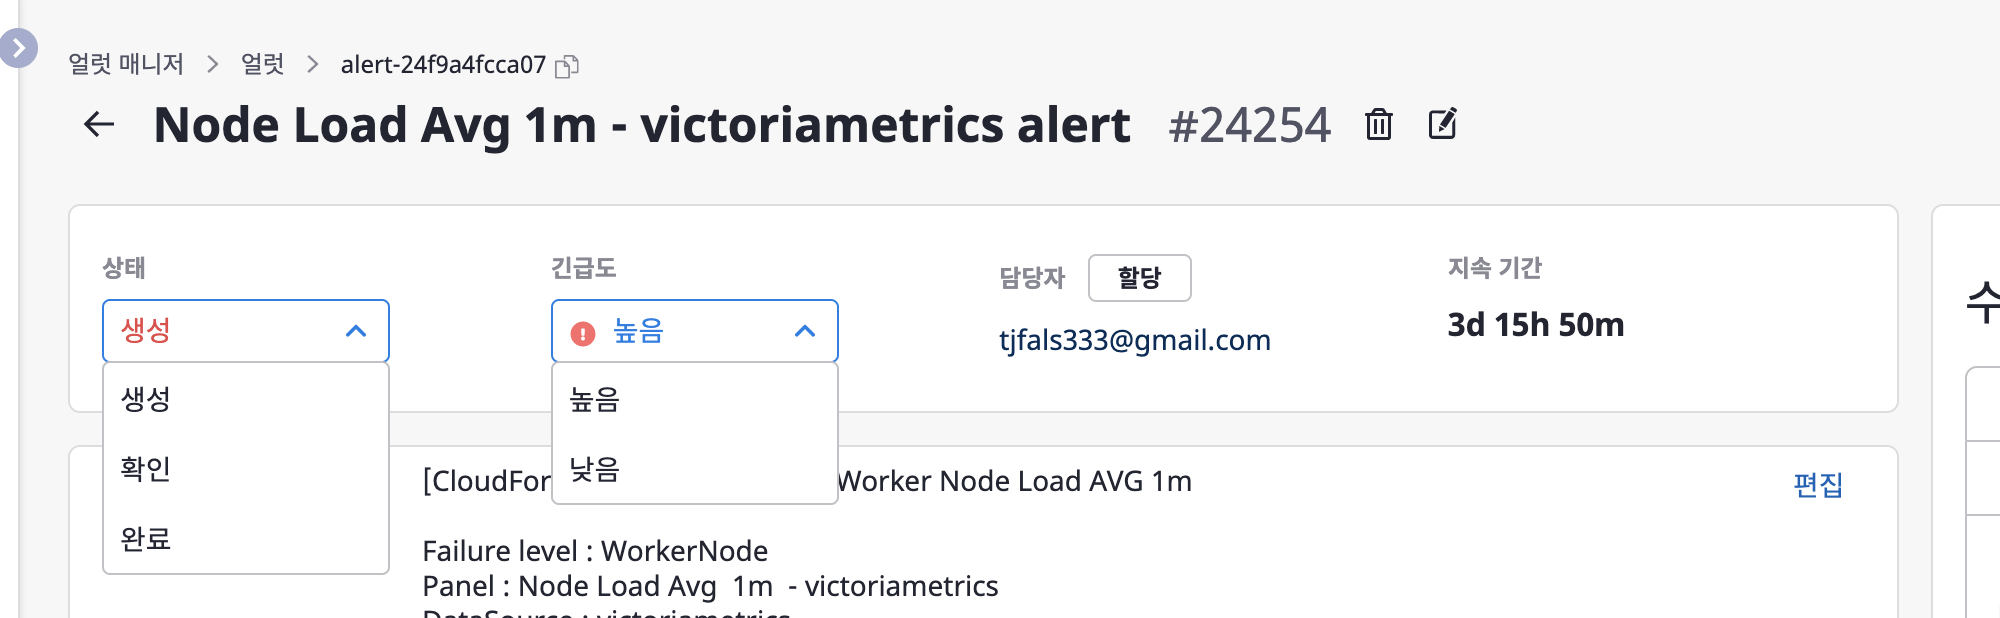 얼럿 매니저 > 얼럿 > alert-24f9a4fcca07
Node Load Avg 1m - victoriametrics alert #24254
상태
생성
생성
확인
완료
긴급도
높음
높음
낮음
담당자 할당
tjfals333@gmail.com
지속 기간
3d 15h 50m
수
[CloudFor
Worker Node Load AVG 1m
편집
Failure level : WorkerNode
Panel : Node Load Avg 1m - victoriametrics
DataSource : victoriametrics